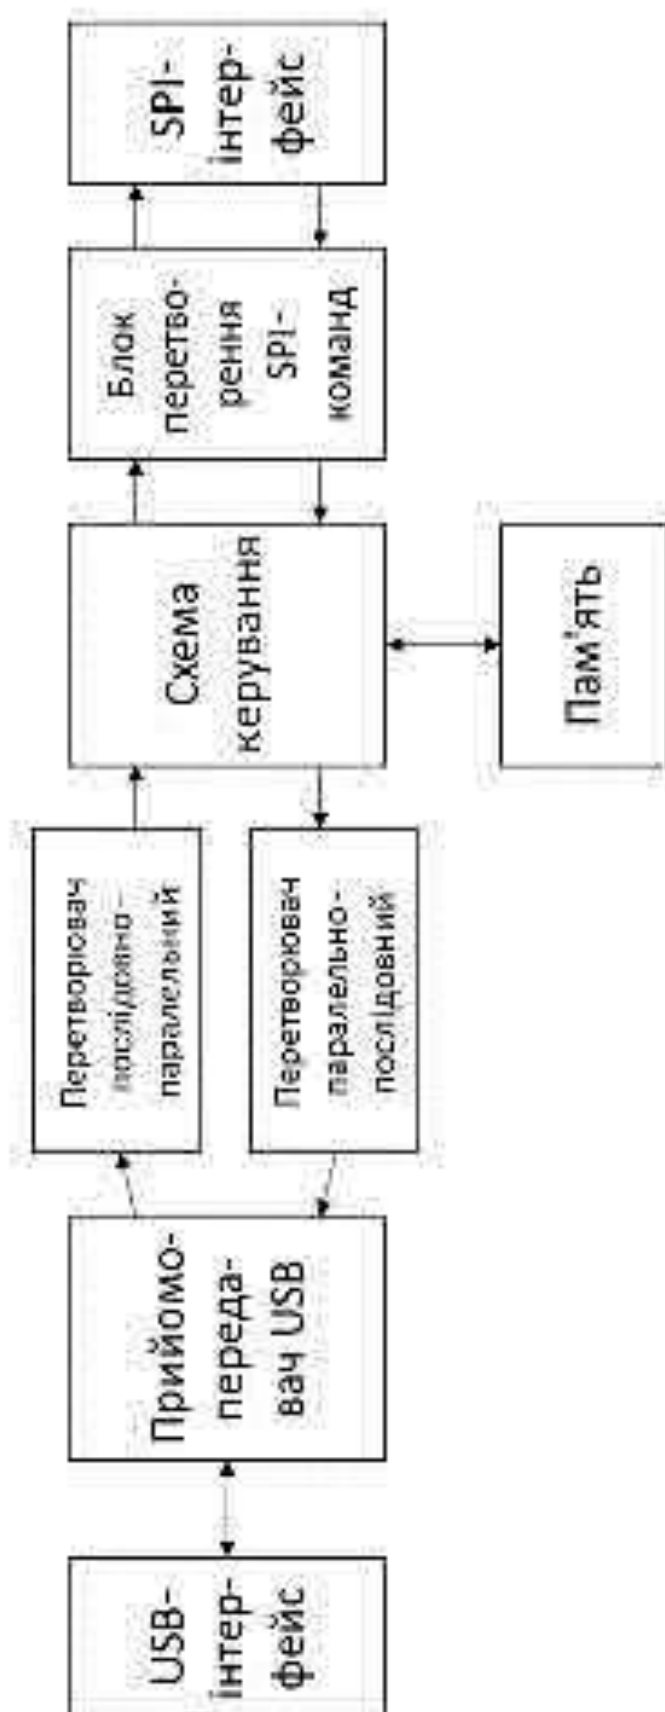 USB-
інтер-
фейс
Прийомо-
переда-
вач USB
Перетворювач
послідовно-
паралельний
Перетворювач
паралельно-
послідовний
Схема
керування
Пам'ять
Блок
перетво-
рення
SPI-
команд
SPI-
інтер-
фейс